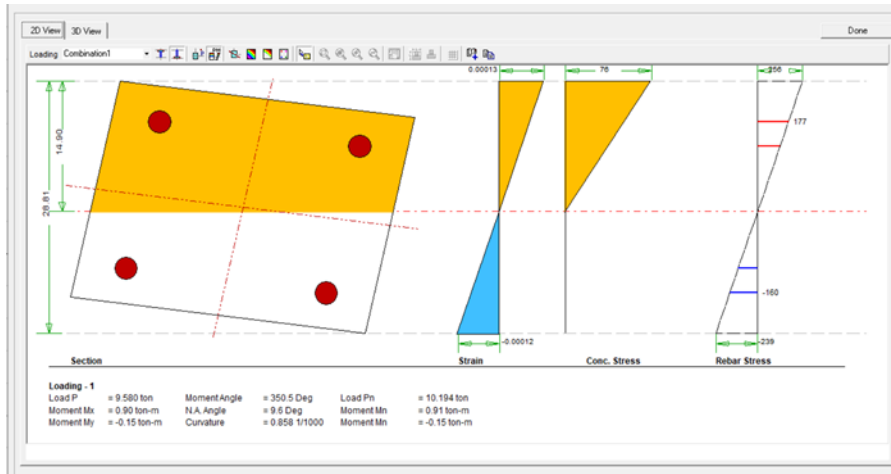 2D View 3D View Done
Loading Combination1
0.00013 76 256
14.90
28.81
177
-160
-0.00012 -239
Section Strain Conc. Stress Rebar Stress
Loading - 1
Load P = 9.580 ton Moment Angle = 350.5 Deg Load Pn = 10.194 ton
Moment Mx = 0.90 ton-m N.A. Angle = 9.6 Deg Moment Mn = 0.91 ton-m
Moment My = -0.15 ton-m Curvature = 0.858 1/1000 Moment Mn = -0.15 ton-m